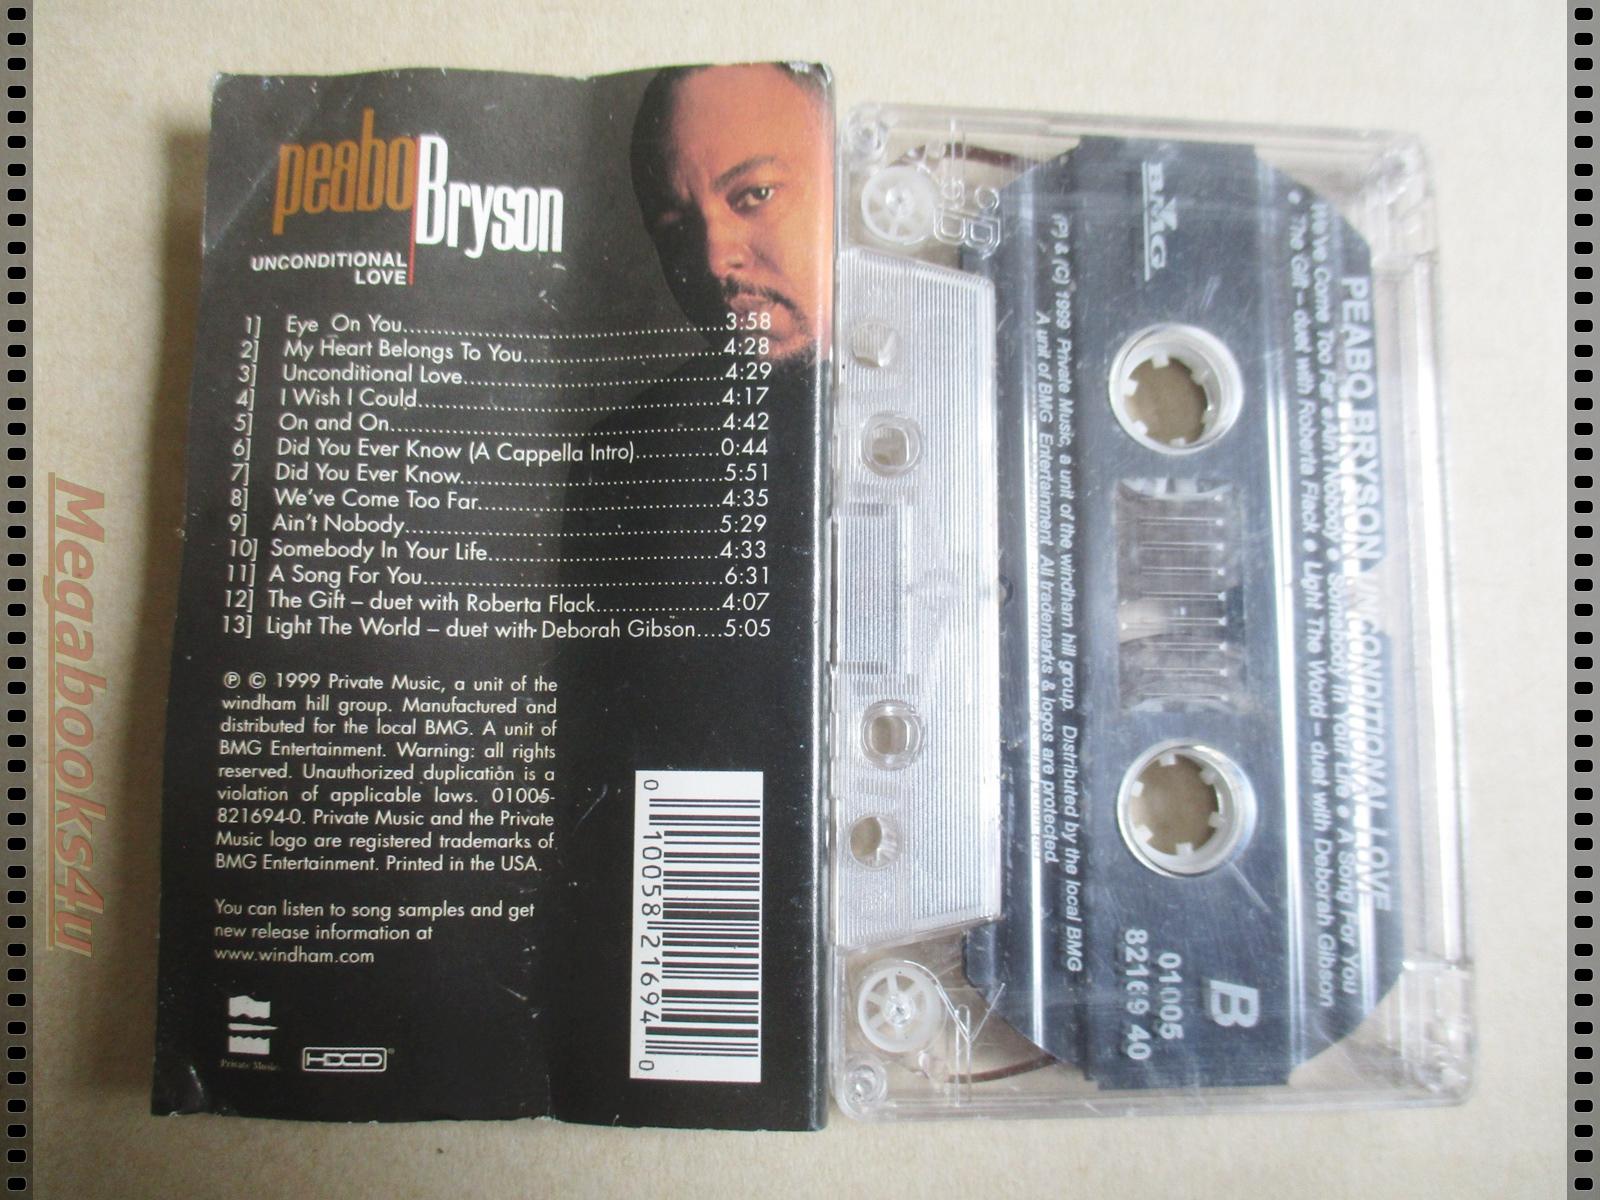 peaboBryson
UNCONDITIONAL
LOVE
1] Eye On You....................................................3:58
2] My Heart Belongs To You................................4:28
3] Unconditional Love..........................................4:29
4] I Wish I Could..................................................4:17
5] On and On......................................................4:42
6] Did You Ever Know (A Cappella Intro)............0:44
7] Did You Ever Know..........................................5:51
8] We've Come Too Far.......................................4:35
9] Ain't Nobody...................................................5:29
10] Somebody In Your Life....................................4:33
11] A Song For You................................................6:31
12] The Gift – duet with Roberta Flack...................4:07
13] Light The World – duet with Deborah Gibson....5:05
℗ © 1999 Private Music, a unit of the
windham hill group. Manufactured and
distributed for the local BMG. A unit of
BMG Entertainment. Warning: all rights
reserved. Unauthorized duplication is a
violation of applicable laws. 01005-
821694-0. Private Music and the Private
Music logo are registered trademarks of
BMG Entertainment. Printed in the USA.
You can listen to song samples and get
new release information at
www.windham.com
Private Music
HDCD®
0 10058 21694 0
PEABO BRYSON UNCONDITIONAL LOVE
We've Come Too Far • Ain't Nobody • Somebody In Your Life • A Song For You
• The Gift – duet with Roberta Flack • Light The World – duet with Deborah Gibson
BMG
B
01005
82169 40
(P) & (C) 1999 Private Music, a unit of the windham hill group. Distributed by the local BMG
A unit of BMG Entertainment. All trademarks & logos are protected.
Megabooks4u